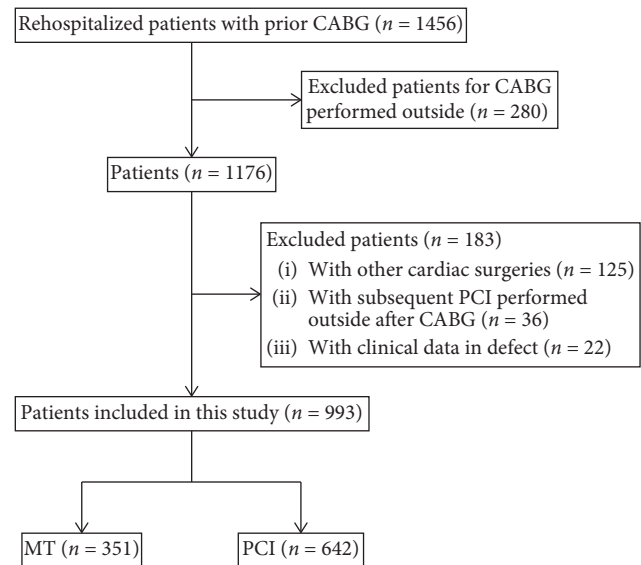 Rehospitalized patients with prior CABG (n = 1456)
Excluded patients for CABG
performed outside (n = 280)
Patients (n = 1176)
Excluded patients (n = 183)
(i) With other cardiac surgeries (n = 125)
(ii) With subsequent PCI performed
outside after CABG (n = 36)
(iii) With clinical data in defect (n = 22)
Patients included in this study (n = 993)
MT (n = 351)
PCI (n = 642)